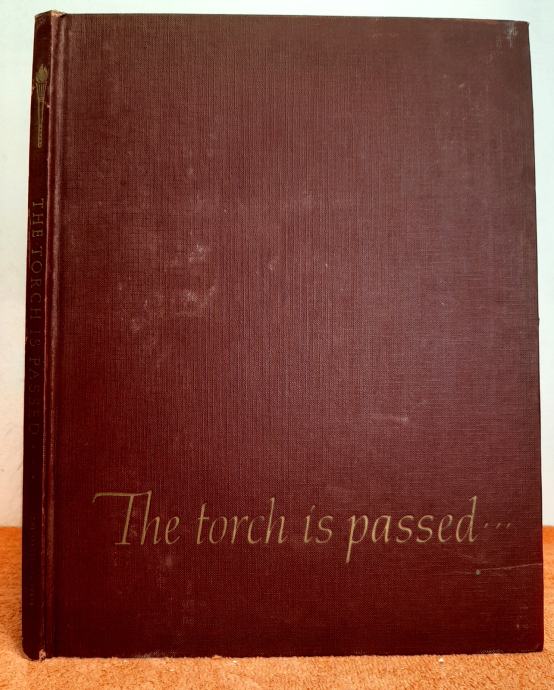 THE TORCH IS PASSED
The torch is passed...